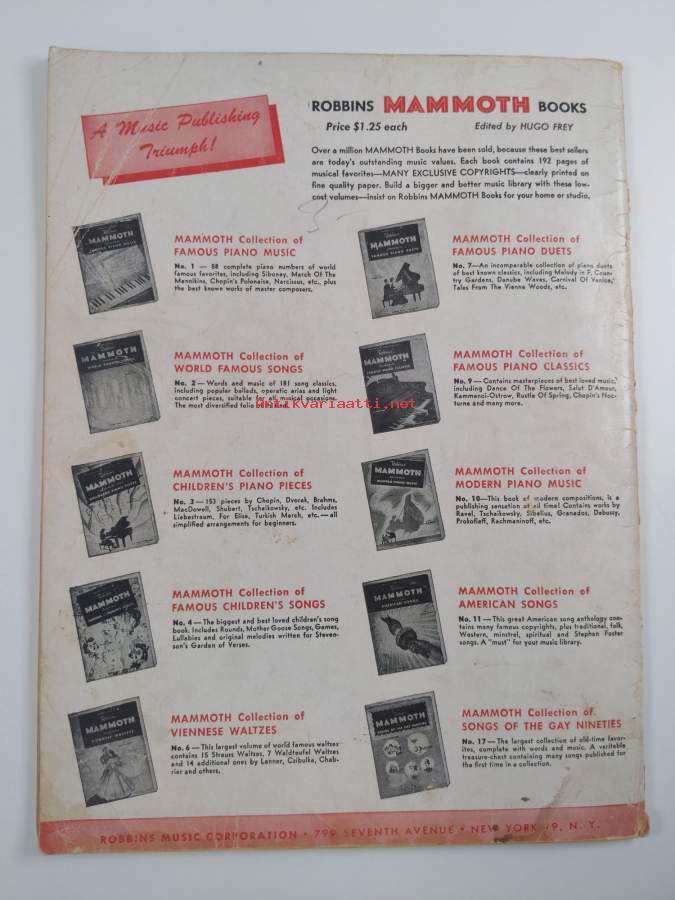 A Music Publishing
Triumph!
ROBBINS MAMMOTH BOOKS
Price $1.25 each Edited by HUGO FREY
Over a million MAMMOTH Books have been sold, because these best sellers
are today's outstanding music values. Each book contains 192 pages of
musical favorites—MANY EXCLUSIVE COPYRIGHTS—clearly printed on
fine quality paper. Build a bigger and better music library with these low-
cost volumes—insist on Robbins MAMMOTH Books for your home or studio.
MAMMOTH
MAMMOTH Collection of
FAMOUS PIANO MUSIC
No. 1 — 58 complete piano numbers of world
famous favorites, including Siboney, March Of The
Mannikins, Chopin's Polonaise, Narcissus, etc., plus
the best known works of master composers.
MAMMOTH
MAMMOTH Collection of
WORLD FAMOUS SONGS
No. 2 — Words and music of 181 song classics,
including popular ballads, operatic arias and light
concert pieces, suitable for all musical occasions.
The most diversified folio
MAMMOTH
MAMMOTH Collection of
CHILDREN'S PIANO PIECES
No. 3 — 153 pieces by Chopin, Dvorak, Brahms,
MacDowell, Shubert, Tschaikowsky, etc. Includes
Liebestraum, For Elise, Turkish March, etc. — all
simplified arrangements for beginners.
MAMMOTH
MAMMOTH Collection of
FAMOUS CHILDREN'S SONGS
No. 4 — The biggest and best loved children's song
book. Includes Rounds, Mother Goose Songs, Games,
Lullabies and original melodies written for Steven-
son's Garden of Verses.
MAMMOTH
MAMMOTH Collection of
VIENNESE WALTZES
No. 6 — This largest volume of world famous waltzes
contains 15 Strauss Waltzes, 7 Waldteufel Waltzes
and 14 additional ones by Lanner, Czibulka, Chab-
rier and others.
MAMMOTH
MAMMOTH Collection of
FAMOUS PIANO DUETS
No. 7—An incomparable collection of piano duets
of best known classics, including Melody in F, Coun-
try Gardens, Danube Waves, Carnival Of Venice,
Tales From The Vienna Woods, etc.
MAMMOTH
MAMMOTH Collection of
FAMOUS PIANO CLASSICS
No. 9 — Contains masterpieces of best loved music,
including Dance Of The Flowers, Salut D'Amour,
Kammenoi-Ostrow, Rustle Of Spring, Chopin's Noc-
turne and many more.
MAMMOTH
MAMMOTH Collection of
MODERN PIANO MUSIC
No. 10—This book of modern compositions, is a
publishing sensation of all time! Contains works by
Ravel, Tschaikowsky, Sibelius, Granados, Debussy,
Prokofieff, Rachmaninoff, etc.
MAMMOTH
MAMMOTH Collection of
AMERICAN SONGS
No. 11 — This great American song anthology con-
tains many famous copyrights, plus traditional, folk,
Western, minstrel, spiritual and Stephen Foster
songs. A "must" for your music library.
MAMMOTH
MAMMOTH Collection of
SONGS OF THE GAY NINETIES
No. 17 — The largest collection of old-time favor-
ites, complete with words and music. A veritable
treasure-chest containing many songs published for
the first time in a collection.
antikvariaatti.net
ROBBINS MUSIC CORPORATION • 799 SEVENTH AVENUE • NEW YORK 19, N. Y.